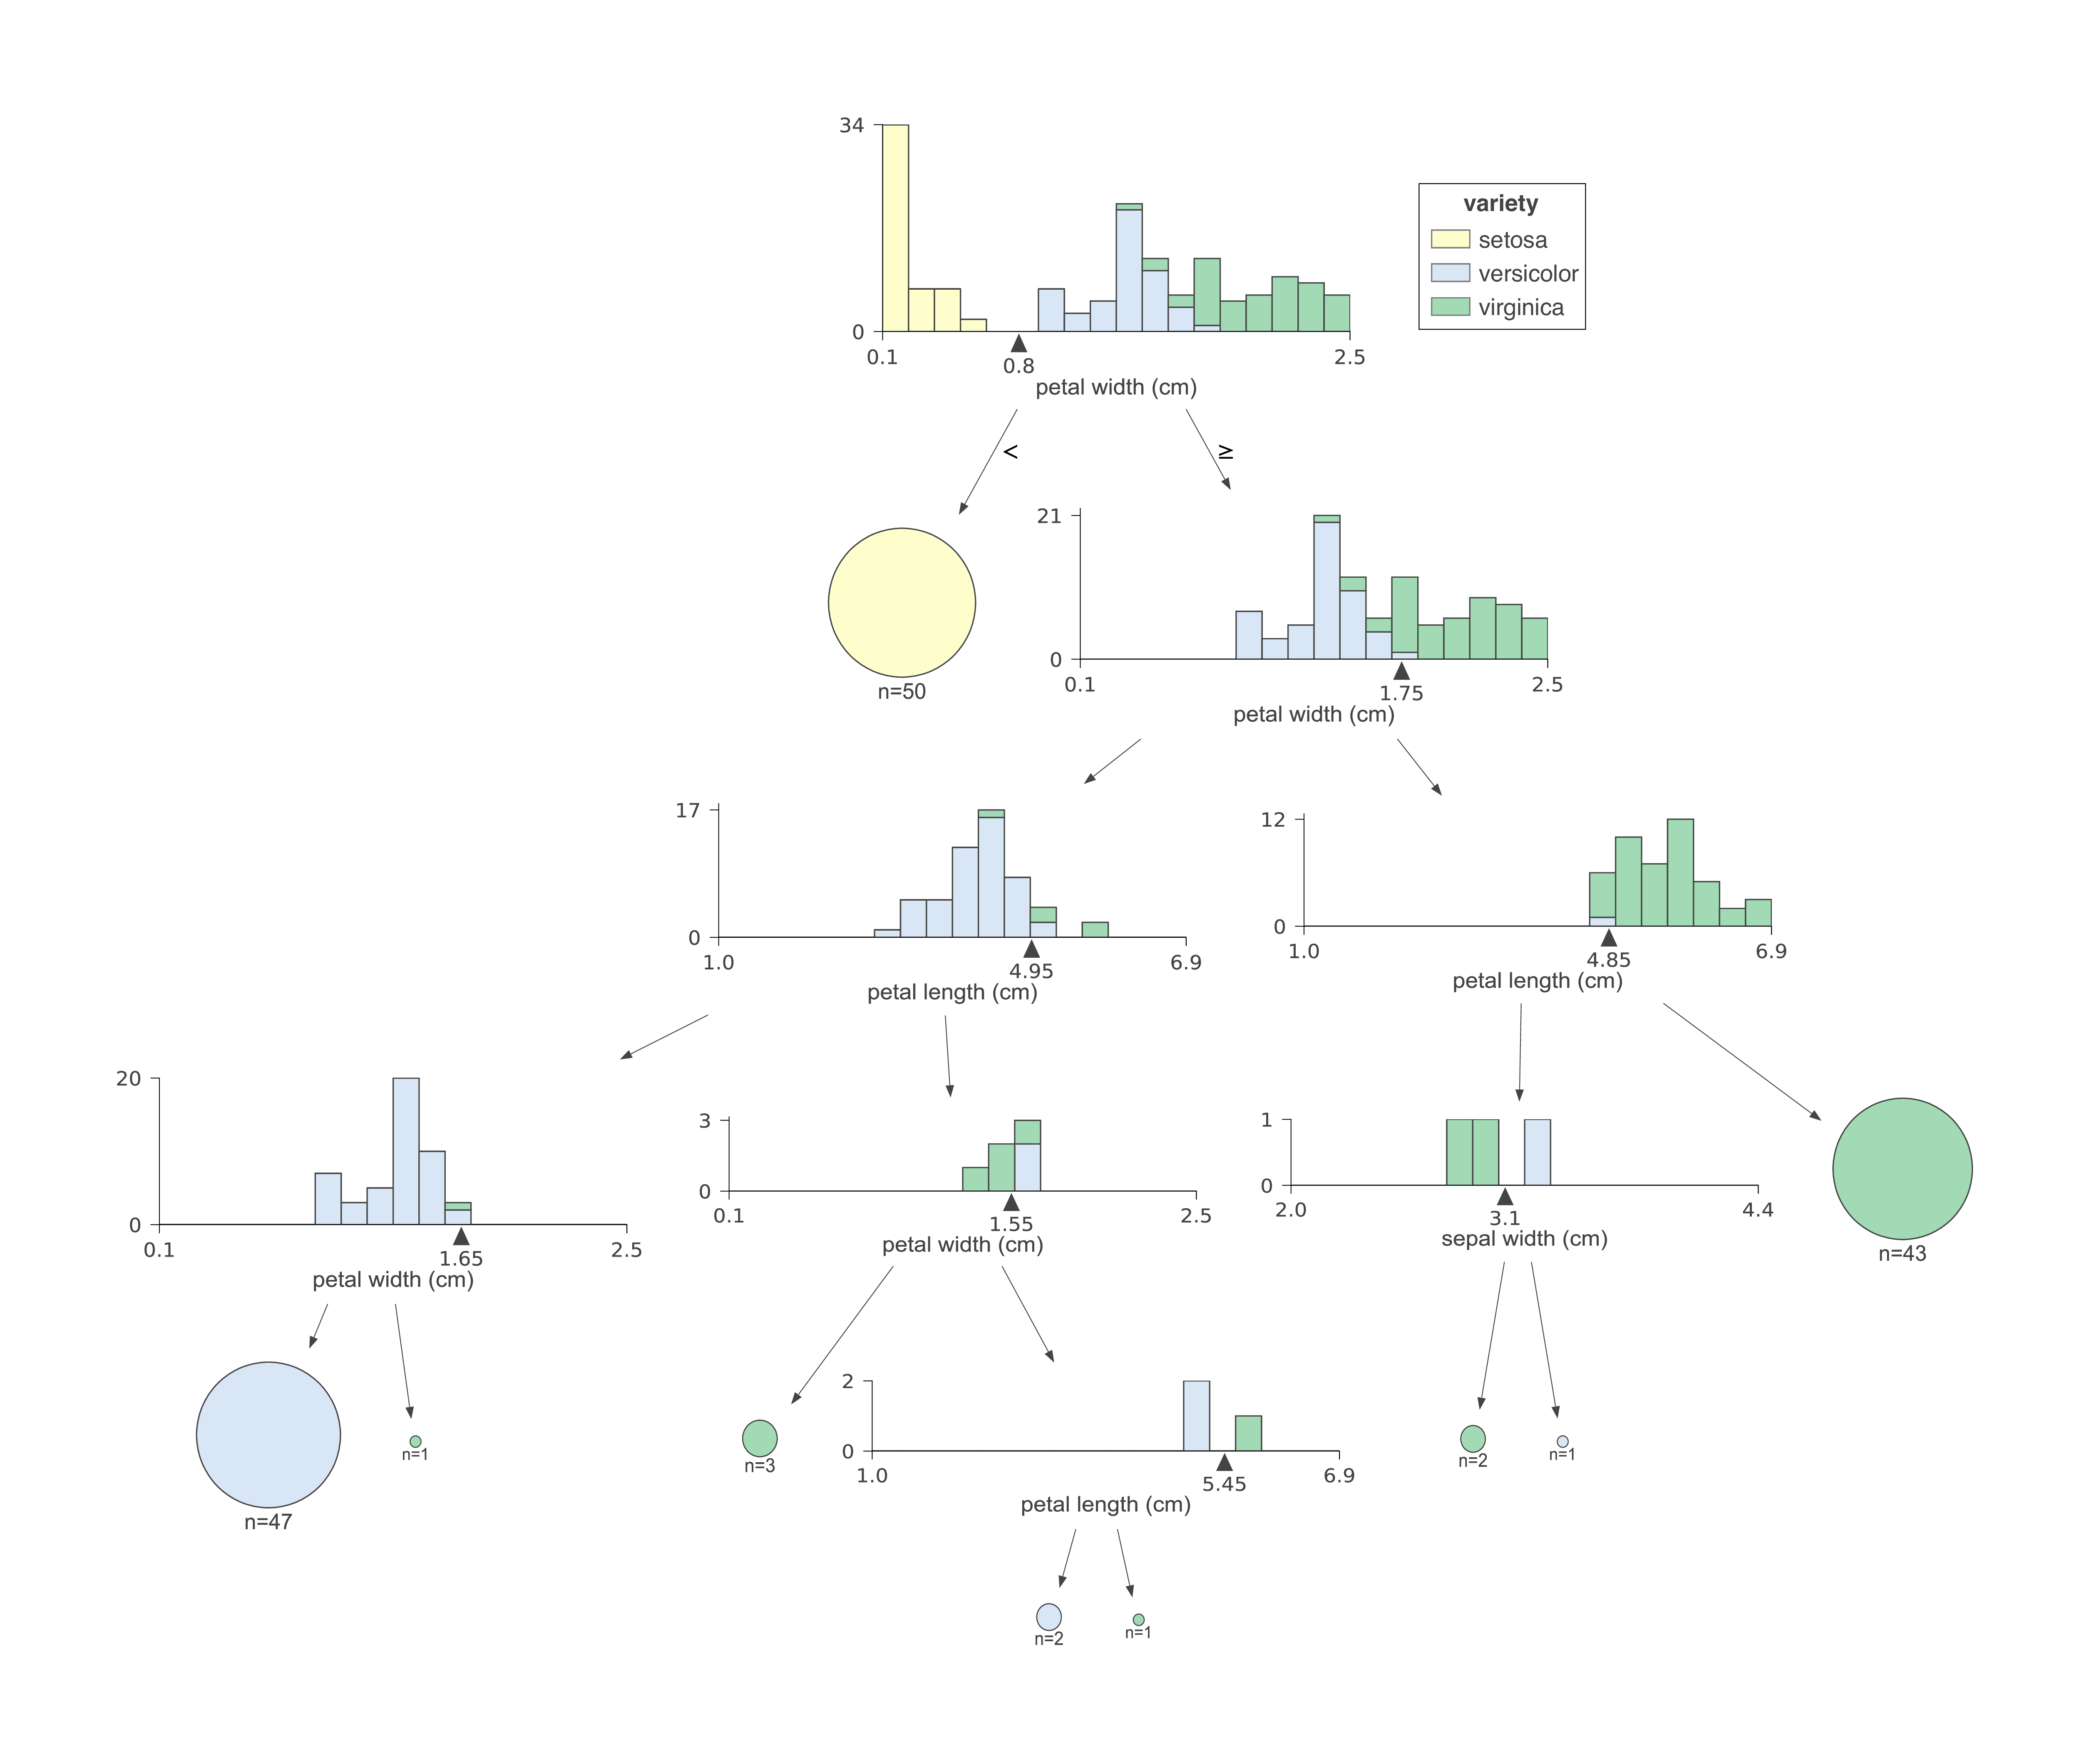 34
0
0.1
0.8
2.5
petal width (cm)
variety
setosa
versicolor
virginica
<
≥
n=50
21
0
0.1
1.75
2.5
petal width (cm)
17
0
1.0
4.95
6.9
petal length (cm)
12
0
1.0
4.85
6.9
petal length (cm)
20
0
0.1
1.65
2.5
petal width (cm)
3
0
0.1
1.55
2.5
petal width (cm)
1
0
2.0
3.1
4.4
sepal width (cm)
n=43
n=47
n=1
n=3
2
0
1.0
5.45
6.9
petal length (cm)
n=2
n=1
n=2
n=1